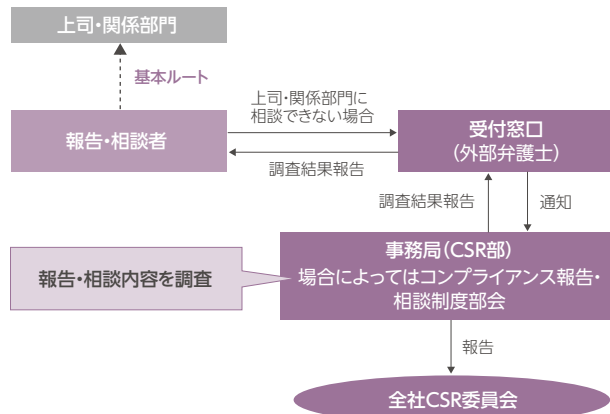 上司・関係部門
基本ルート
上司・関係部門に
相談できない場合
報告・相談者
受付窓口
(外部弁護士)
調査結果報告
調査結果報告
通知
事務局(CSR部)
場合によってはコンプライアンス報告・
相談制度部会
報告・相談内容を調査
報告
全社CSR委員会